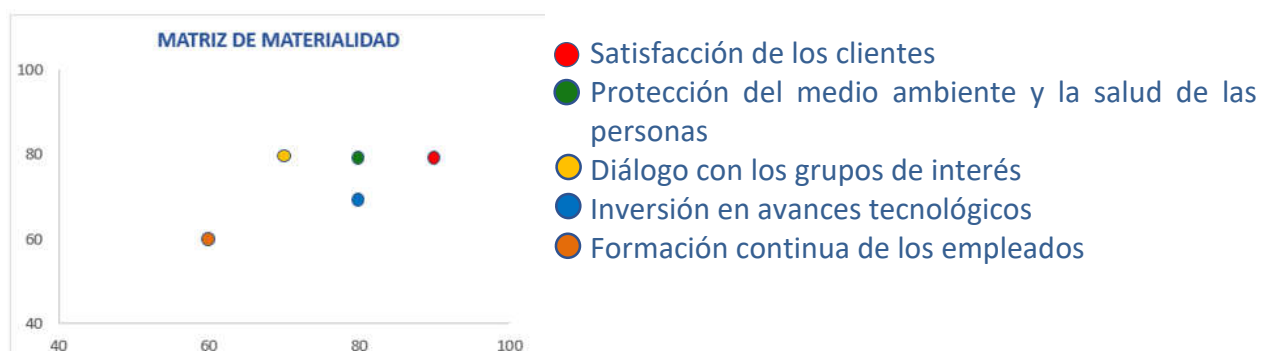 MATRIZ DE MATERIALIDAD
100
80
60
40
40 60 80 100
Satisfacción de los clientes
Protección del medio ambiente y la salud de las
personas
Diálogo con los grupos de interés
Inversión en avances tecnológicos
Formación continua de los empleados